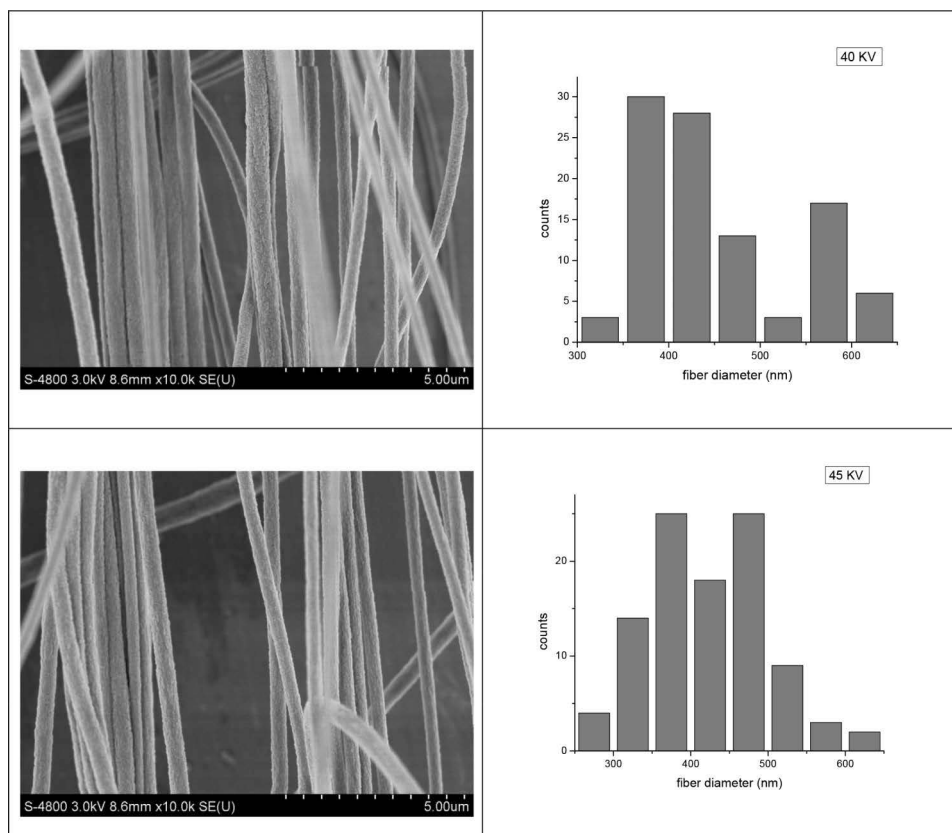 40 KV
30
25
20
15
10
5
0
counts
300 400 500 600
fiber diameter (nm)
S-4800 3.0kV 8.6mm x10.0k SE(U) 5.00um
45 KV
20
10
0
counts
300 400 500 600
fiber diameter (nm)
S-4800 3.0kV 8.6mm x10.0k SE(U) 5.00um